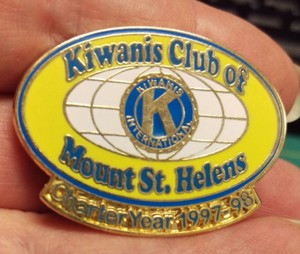 Kiwanis Club of
KIWANIS
K
INTERNATIONAL
Mount St. Helens
Charter Year 1997-98